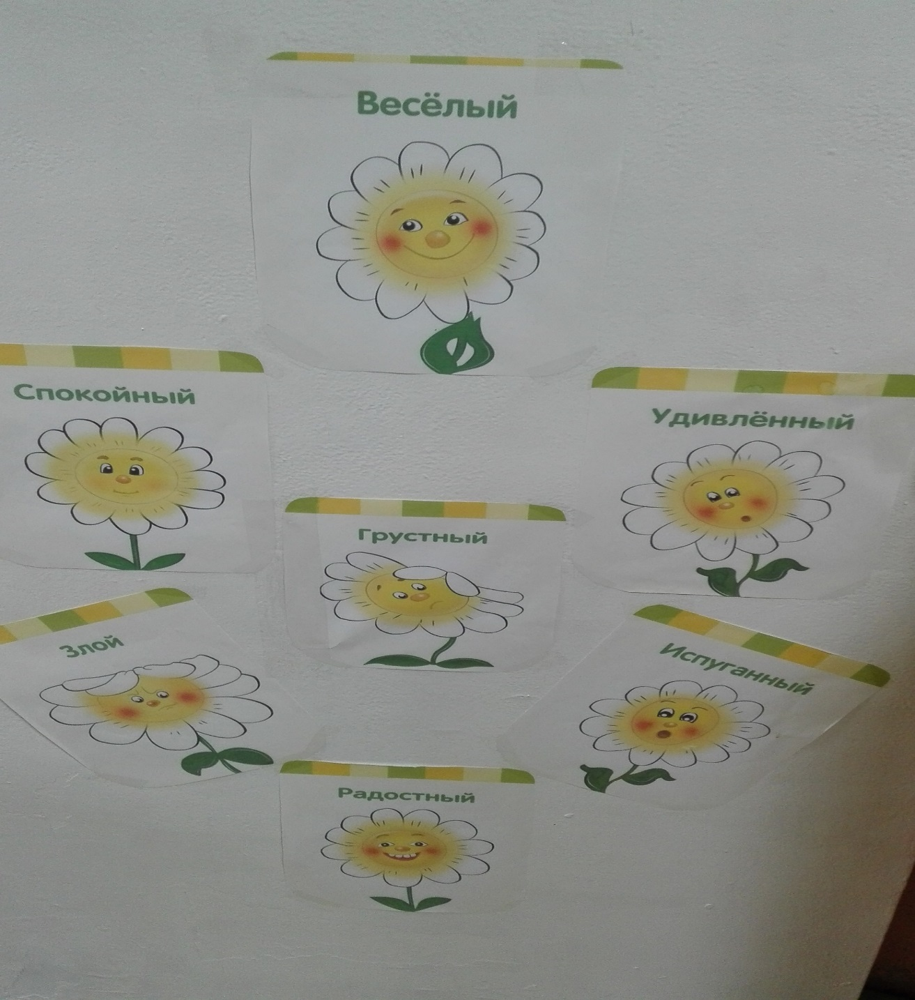 Весёлый
Спокойный
Удивлённый
Грустный
Злой
Испуганный
Радостный